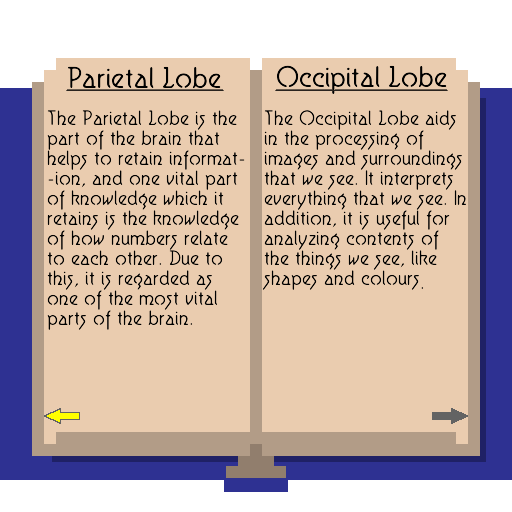 Parietal Lobe
The Parietal Lobe is the
part of the brain that
helps to retain informat-
-ion, and one vital part
of knowledge which it
retains is the knowledge
of how numbers relate
to each other. Due to
this, it is regarded as
one of the most vital
parts of the brain.
Occipital Lobe
The Occipital Lobe aids
in the processing of
images and surroundings
that we see. It interprets
everything that we see. In
addition, it is useful for
analyzing contents of
the things we see, like
shapes and colours.